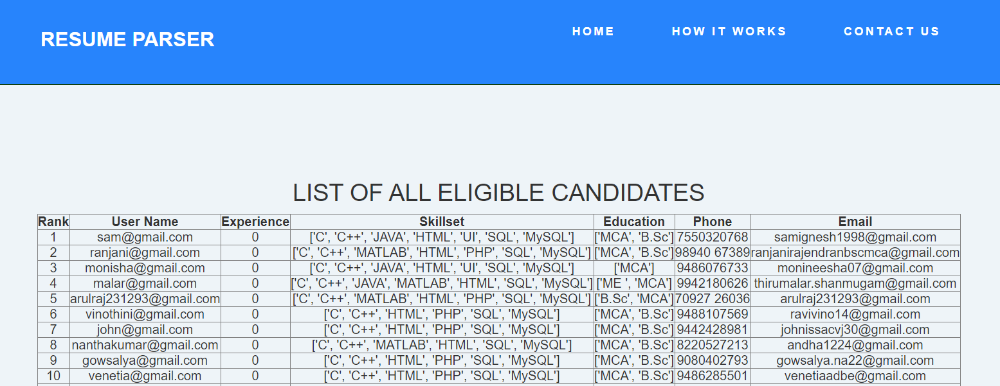 RESUME PARSER
HOME HOW IT WORKS CONTACT US
LIST OF ALL ELIGIBLE CANDIDATES
Rank User Name Experience Skillset Education Phone Email
1 sam@gmail.com 0 ['C', 'C++', 'JAVA', 'HTML', 'UI', 'SQL', 'MySQL'] ['MCA', 'B.Sc'] 7550320768 samignesh1998@gmail.com
2 ranjani@gmail.com 0 ['C', 'C++', 'MATLAB', 'HTML', 'PHP', 'SQL', 'MySQL'] ['MCA', 'B.Sc'] 98940 67389 ranjanirajendranbscmca@gmail.com
3 monisha@gmail.com 0 ['C', 'C++', 'JAVA', 'HTML', 'UI', 'SQL', 'MySQL'] ['MCA'] 9486076733 monineesha07@gmail.com
4 malar@gmail.com 0 ['C', 'C++', 'JAVA', 'MATLAB', 'HTML', 'SQL', 'MySQL'] ['ME ', 'MCA'] 9942180626 thirumalar.shanmugam@gmail.com
5 arulraj231293@gmail.com 0 ['C', 'C++', 'MATLAB', 'HTML', 'PHP', 'SQL', 'MySQL'] ['B.Sc', 'MCA'] 70927 26036 arulraj231293@gmail.com
6 vinothini@gmail.com 0 ['C', 'C++', 'HTML', 'PHP', 'SQL', 'MySQL'] ['MCA', 'B.Sc'] 9488107569 ravivino14@gmail.com
7 john@gmail.com 0 ['C', 'C++', 'HTML', 'PHP', 'SQL', 'MySQL'] ['MCA', 'B.Sc'] 9442428981 johnissacvj30@gmail.com
8 nanthakumar@gmail.com 0 ['C', 'C++', 'MATLAB', 'HTML', 'SQL', 'MySQL'] ['MCA', 'B.Sc'] 8220527213 andha1224@gmail.com
9 gowsalya@gmail.com 0 ['C', 'C++', 'HTML', 'PHP', 'SQL', 'MySQL'] ['MCA', 'B.Sc'] 9080402793 gowsalya.na22@gmail.com
10 venetia@gmail.com 0 ['C', 'C++', 'HTML', 'PHP', 'SQL', 'MySQL'] ['MCA', 'B.Sc'] 9486285501 venetiaadbe@gmail.com